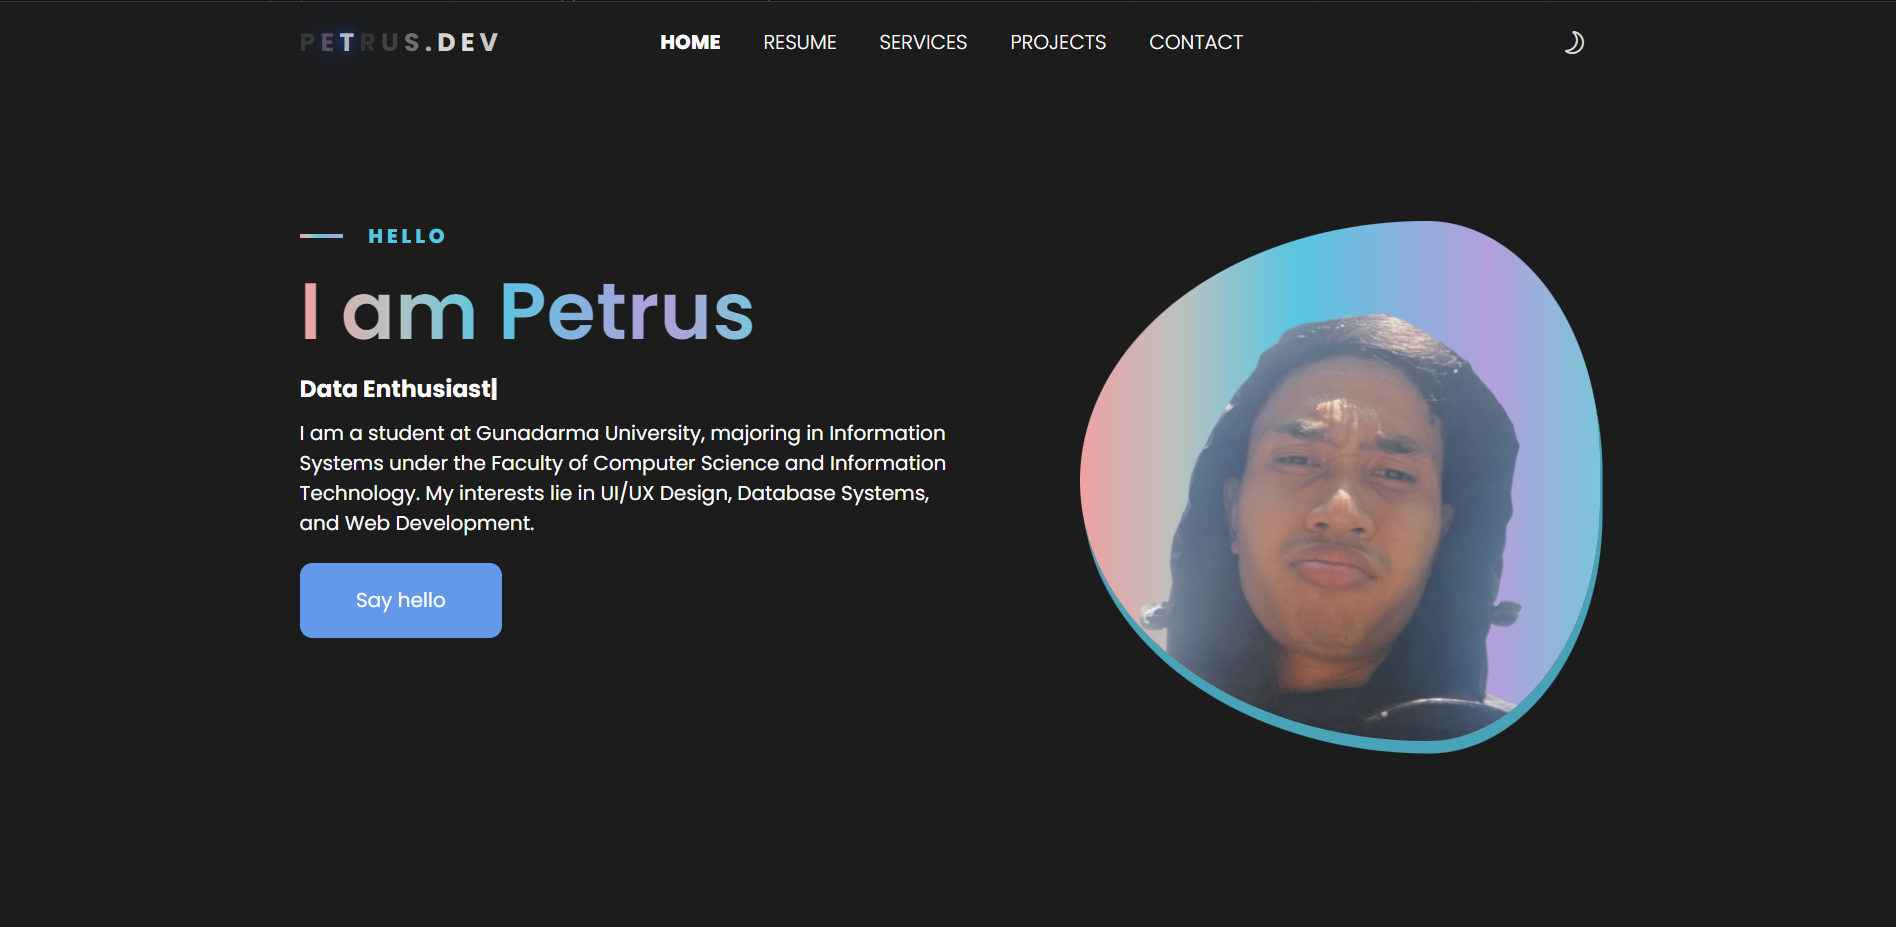 PETRUS.DEV
HOME RESUME SERVICES PROJECTS CONTACT
HELLO
I am Petrus
Data Enthusiast|
I am a student at Gunadarma University, majoring in Information
Systems under the Faculty of Computer Science and Information
Technology. My interests lie in UI/UX Design, Database Systems,
and Web Development.
Say hello